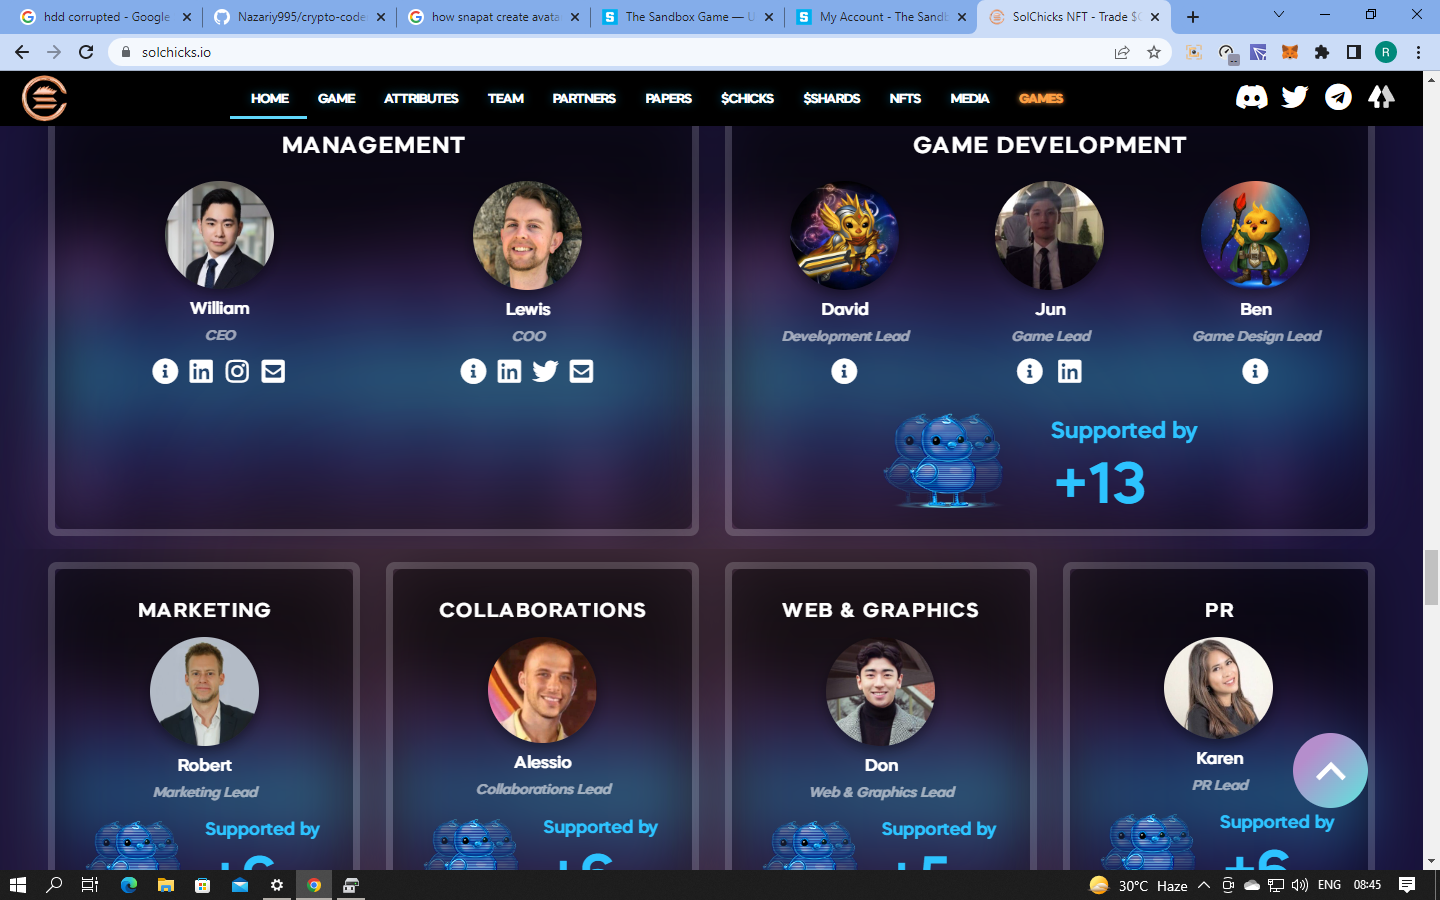 hdd corrupted - Google
Nazariy995/crypto-code
how snapat create avata
The Sandbox Game — U
My Account - The Sandb
SolChicks NFT - Trade $C
solchicks.io
R
HOME
GAME
ATTRIBUTES
TEAM
PARTNERS
PAPERS
$CHICKS
$SHARDS
NFTS
MEDIA
GAMES
MANAGEMENT
GAME DEVELOPMENT
William
CEO
Lewis
COO
David
Development Lead
Jun
Game Lead
Ben
Game Design Lead
Supported by
+13
MARKETING
COLLABORATIONS
WEB & GRAPHICS
PR
Robert
Marketing Lead
Alessio
Collaborations Lead
Don
Web & Graphics Lead
Karen
PR Lead
Supported by
Supported by
Supported by
Supported by
+6
+5
+6
30°C Haze
ENG
08:45